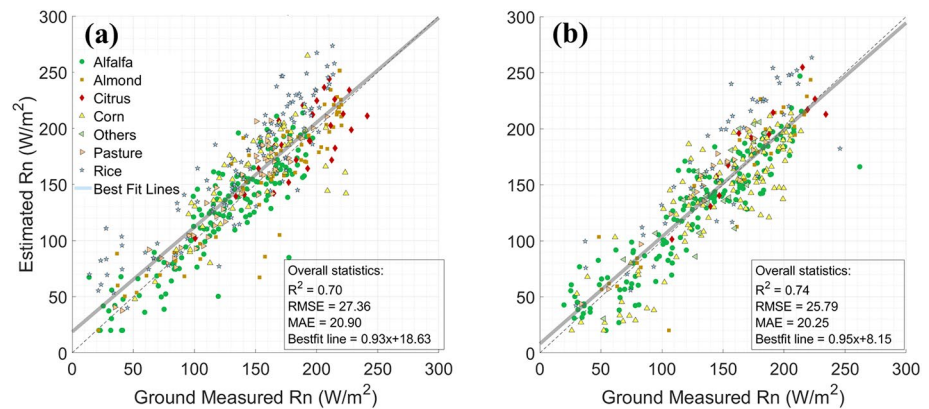 (a)
Alfalfa
Almond
Citrus
Corn
Others
Pasture
Rice
Best Fit Lines
Overall statistics:
R² = 0.70
RMSE = 27.36
MAE = 20.90
Bestfit line = 0.93x+18.63
300
250
200
150
100
50
0
0 50 100 150 200 250 300
Estimated Rn (W/m²)
Ground Measured Rn (W/m²)
(b)
Overall statistics:
R² = 0.74
RMSE = 25.79
MAE = 20.25
Bestfit line = 0.95x+8.15
300
250
200
150
100
50
0
0 50 100 150 200 250 300
Ground Measured Rn (W/m²)